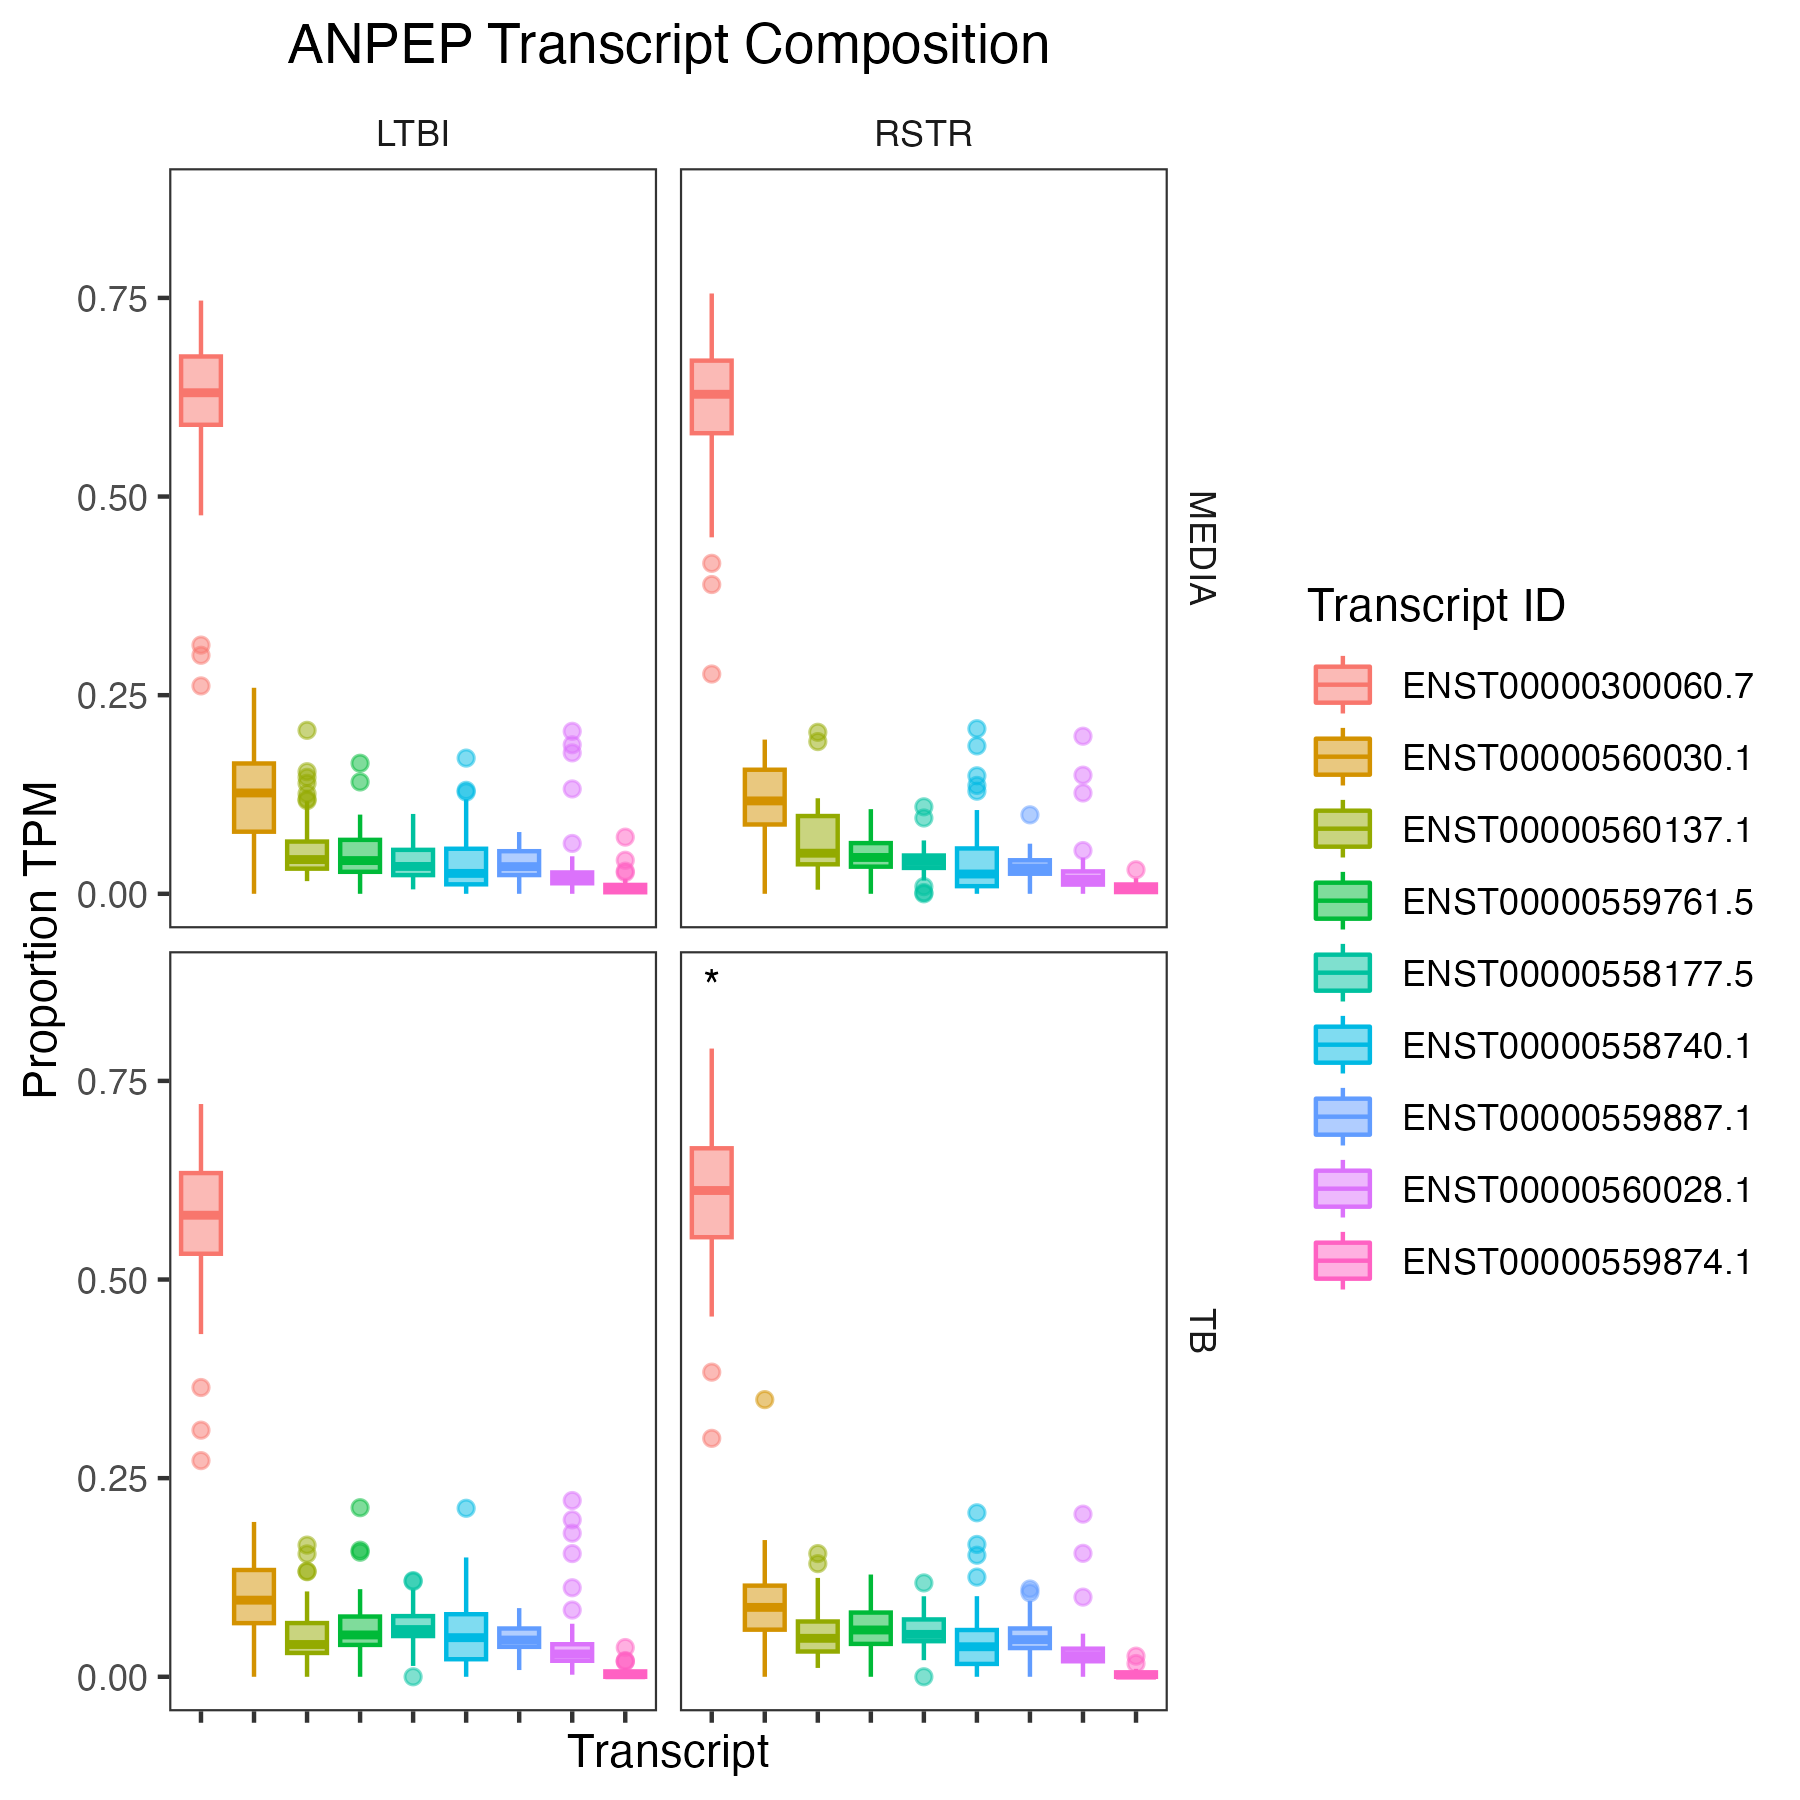 ANPEP Transcript Composition
LTBI
RSTR
0.75
0.50
0.25
0.00
MEDIA
*
0.75
0.50
0.25
0.00
TB
Proportion TPM
Transcript
Transcript ID
ENST00000300060.7
ENST00000560030.1
ENST00000560137.1
ENST00000559761.5
ENST00000558177.5
ENST00000558740.1
ENST00000559887.1
ENST00000560028.1
ENST00000559874.1